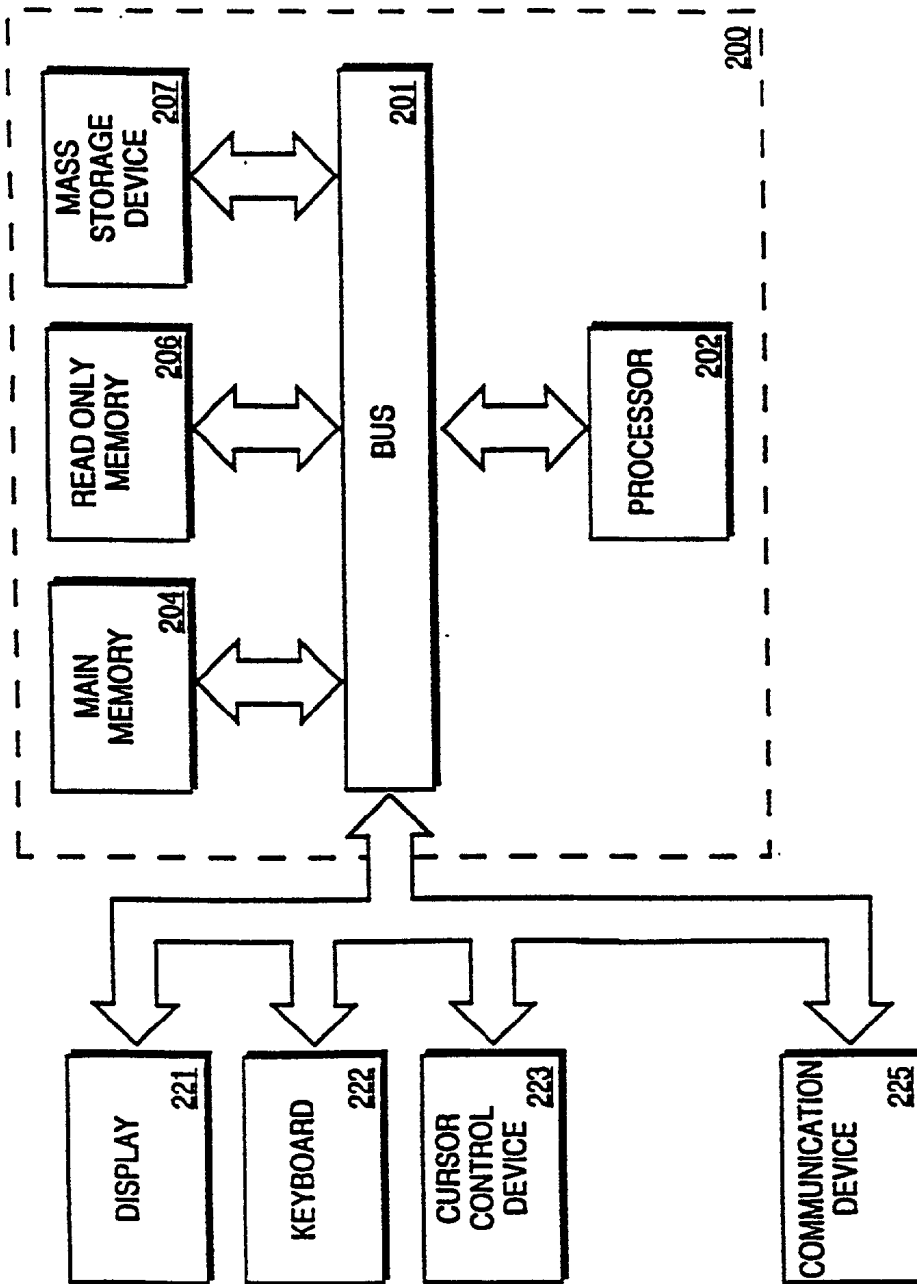 MAIN
MEMORY
204
READ ONLY
MEMORY
206
MASS
STORAGE
DEVICE
207
BUS
201
PROCESSOR
202
200
DISPLAY
221
KEYBOARD
222
CURSOR
CONTROL
DEVICE
223
COMMUNICATION
DEVICE
225